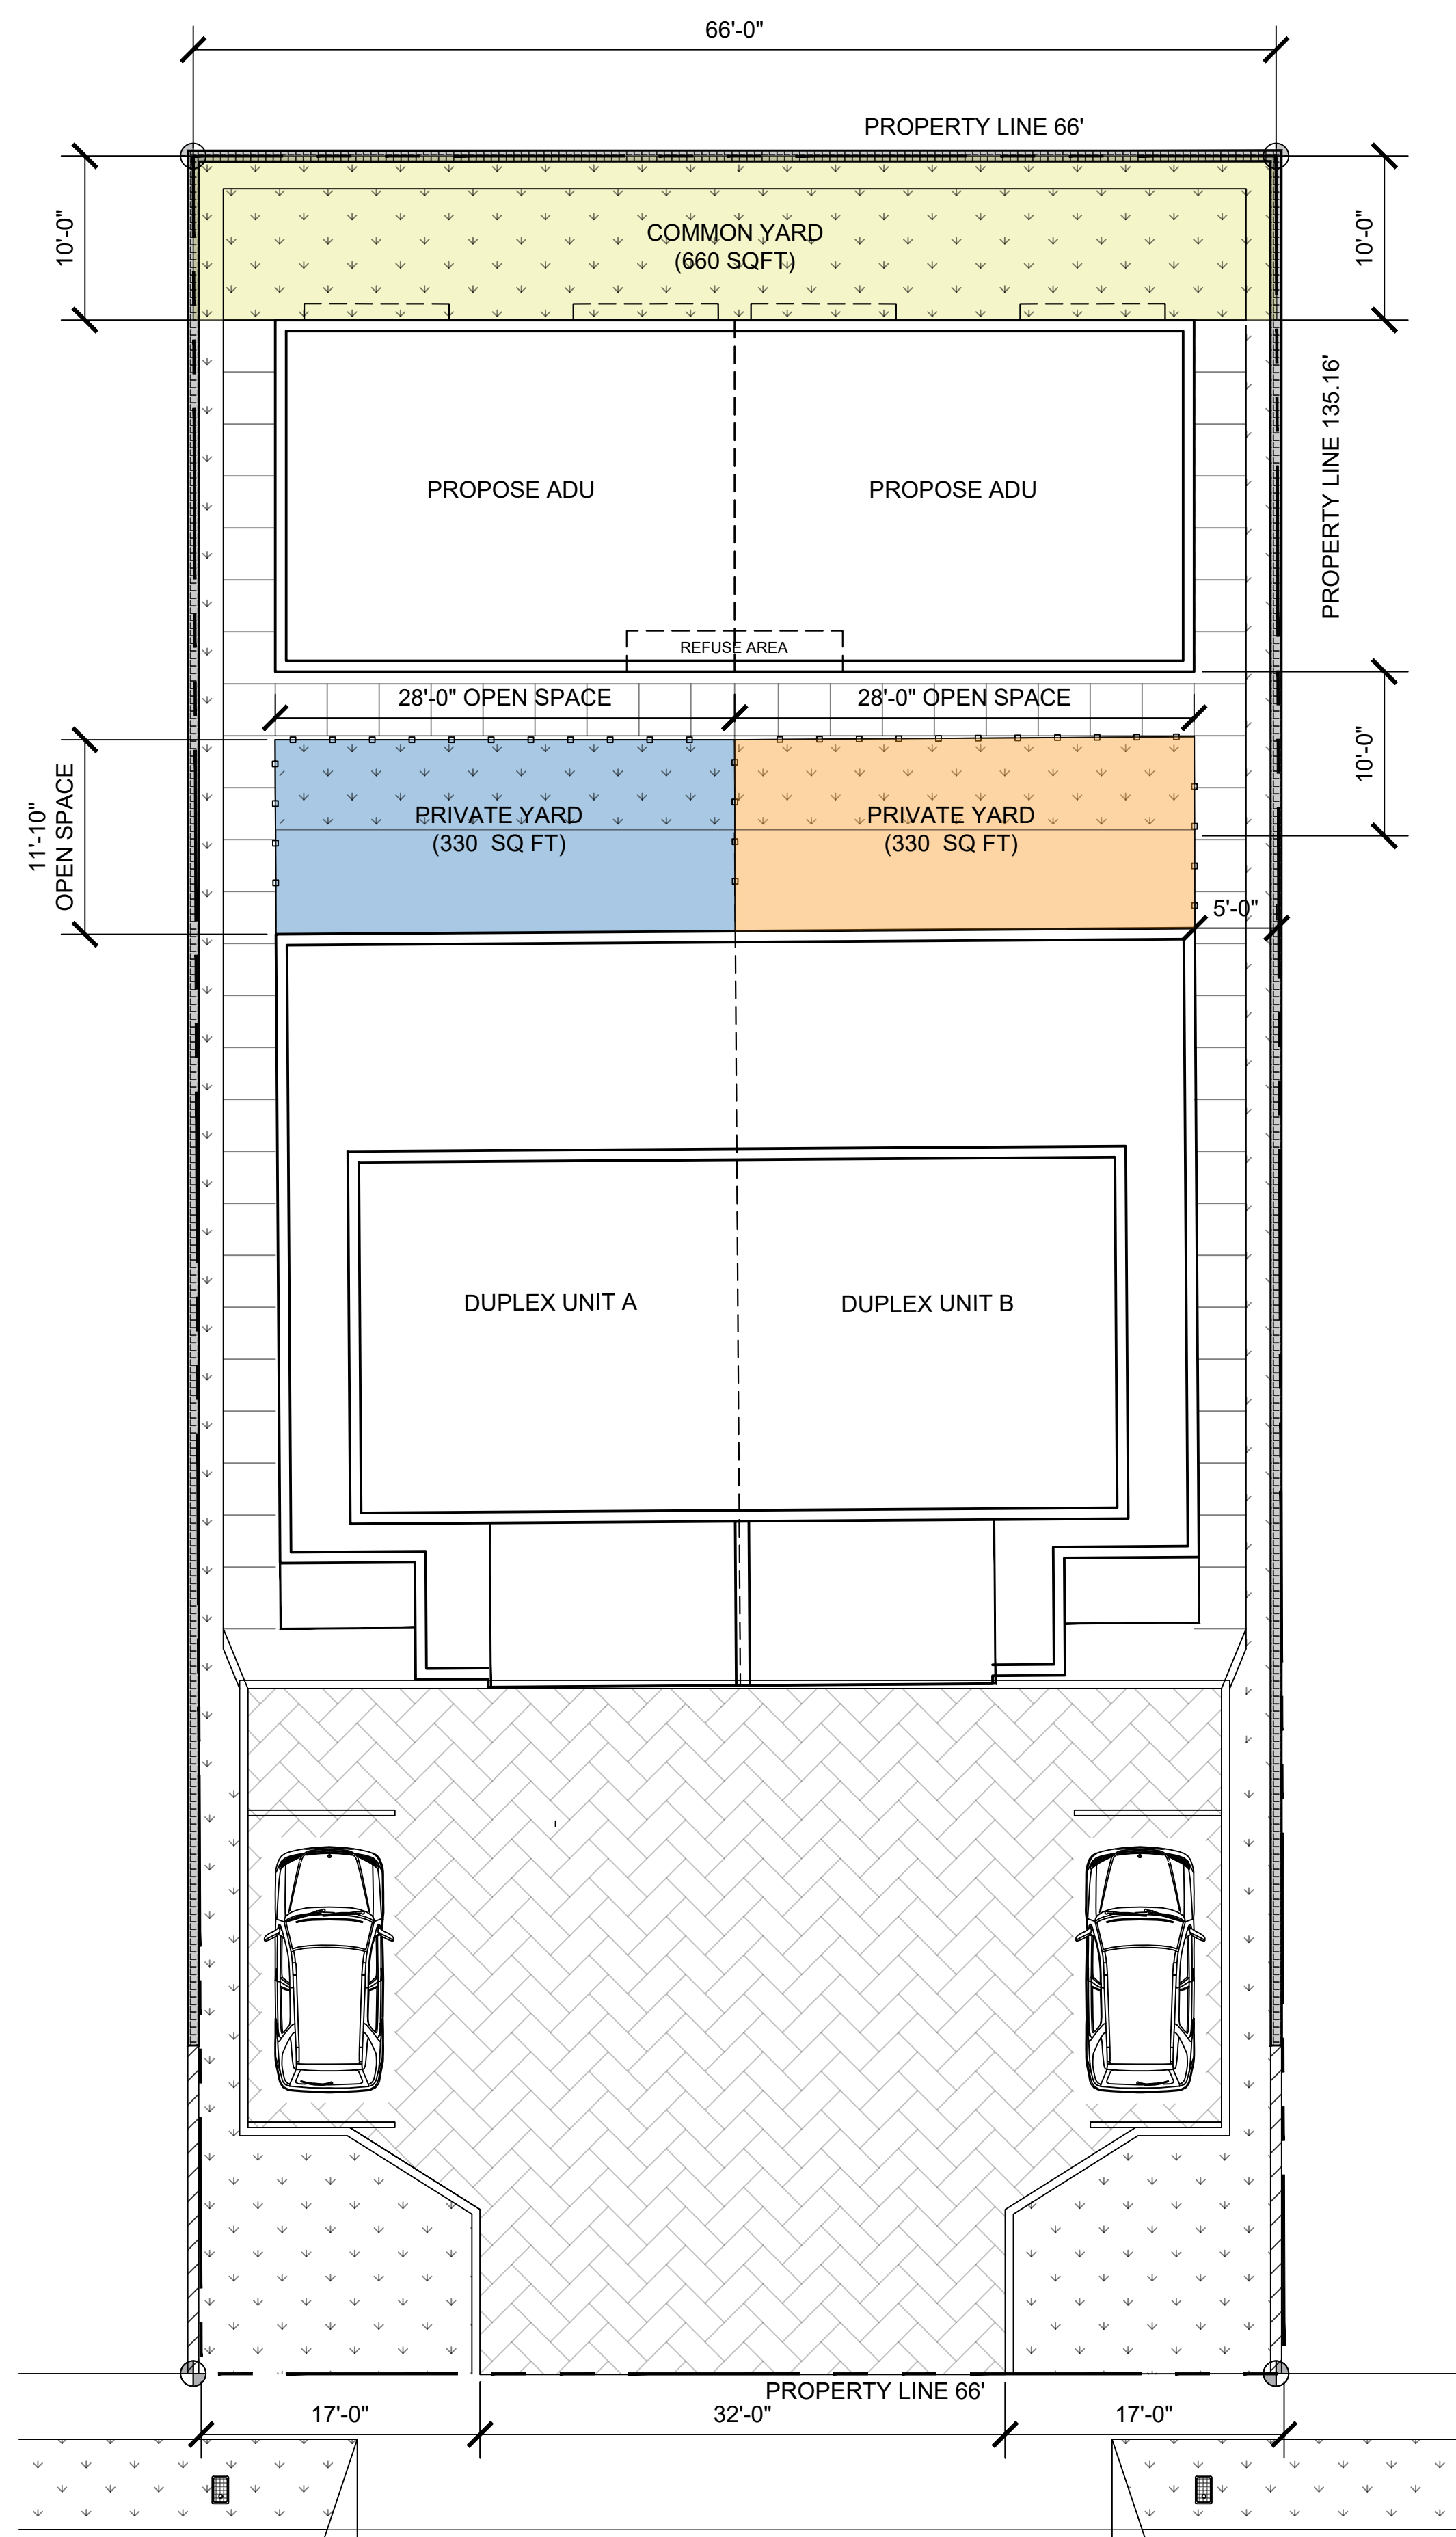 66'-0"
PROPERTY LINE 66'
10'-0"
COMMON YARD
(660 SQFT)
10'-0"
PROPERTY LINE 135.16'
PROPOSE ADU
PROPOSE ADU
REFUSE AREA
28'-0" OPEN SPACE
28'-0" OPEN SPACE
10'-0"
11'-10"
OPEN SPACE
PRIVATE YARD
(330 SQ FT)
PRIVATE YARD
(330 SQ FT)
5'-0"
DUPLEX UNIT A
DUPLEX UNIT B
PROPERTY LINE 66'
17'-0"
32'-0"
17'-0"